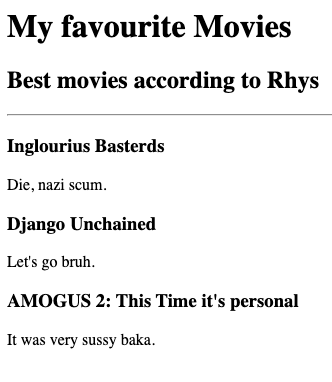 My favourite Movies
Best movies according to Rhys
Inglourius Basterds
Die, nazi scum.
Django Unchained
Let's go bruh.
AMOGUS 2: This Time it's personal
It was very sussy baka.